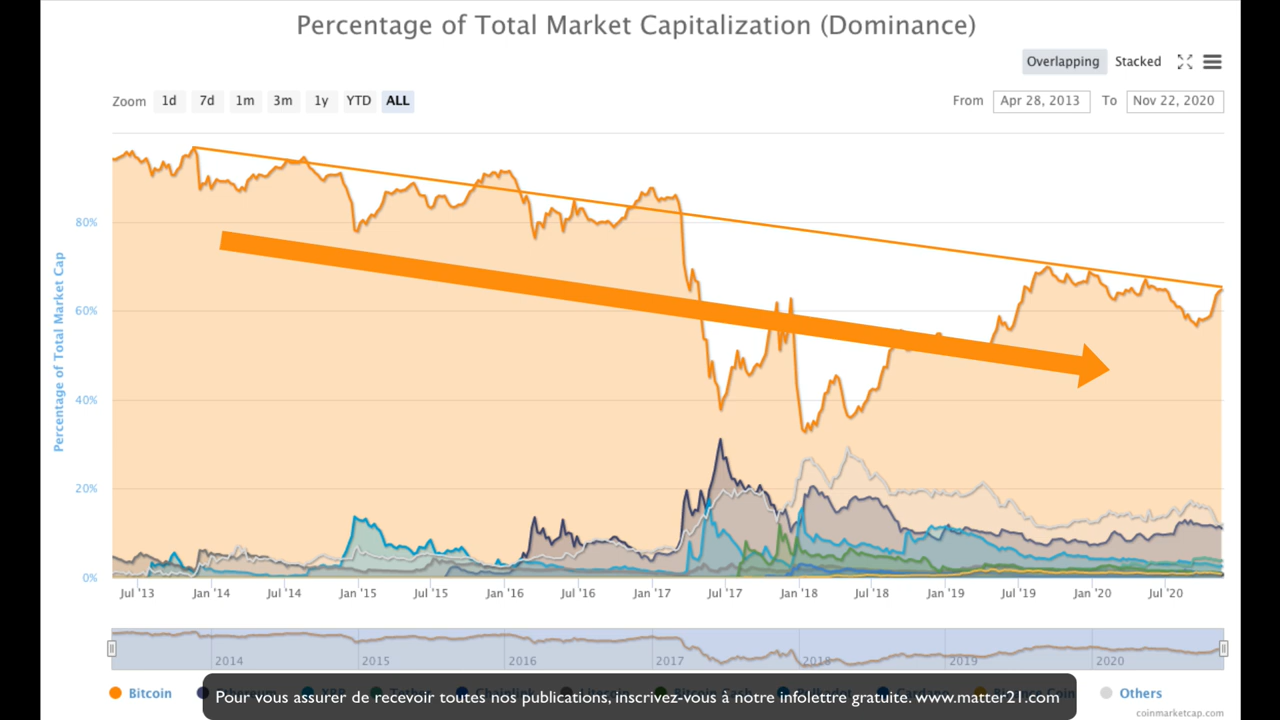 Percentage of Total Market Capitalization (Dominance)
Overlapping Stacked
Zoom 1d 7d 1m 3m 1y YTD ALL From Apr 28, 2013 To Nov 22, 2020
Percentage of Total Market Cap
80%
60%
40%
20%
0%
Jul '13 Jan '14 Jul '14 Jan '15 Jul '15 Jan '16 Jul '16 Jan '17 Jul '17 Jan '18 Jul '18 Jan '19 Jul '19 Jan '20 Jul '20
2014 2015 2016 2017 2018 2019 2020
Bitcoin Others
Pour vous assurer de recevoir toutes nos publications, inscrivez-vous à notre infolettre gratuite. www.matter21.com
coinmarketcap.com